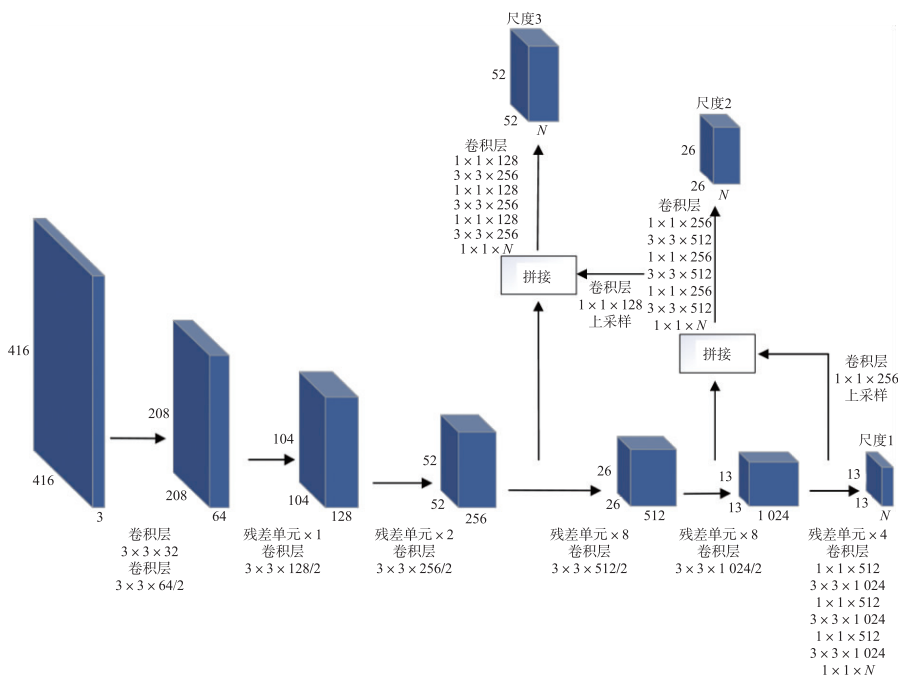 尺度3
52
52
N
卷积层
1×1×128
3×3×256
1×1×128
3×3×256
1×1×128
3×3×256
1×1×N
拼接
卷积层
1×1×128
上采样
尺度2
26
26
N
卷积层
1×1×256
3×3×512
1×1×256
3×3×512
1×1×256
3×3×512
1×1×N
拼接
卷积层
1×1×256
上采样
尺度1
13
13
N
416
416
3
卷积层
3×3×32
卷积层
3×3×64/2
208
208
64
残差单元×1
卷积层
3×3×128/2
104
104
128
残差单元×2
卷积层
3×3×256/2
52
52
256
残差单元×8
卷积层
3×3×512/2
26
26
512
残差单元×8
卷积层
3×3×1 024/2
13
13
1 024
残差单元×4
卷积层
1×1×512
3×3×1 024
1×1×512
3×3×1 024
1×1×512
3×3×1 024
1×1×N